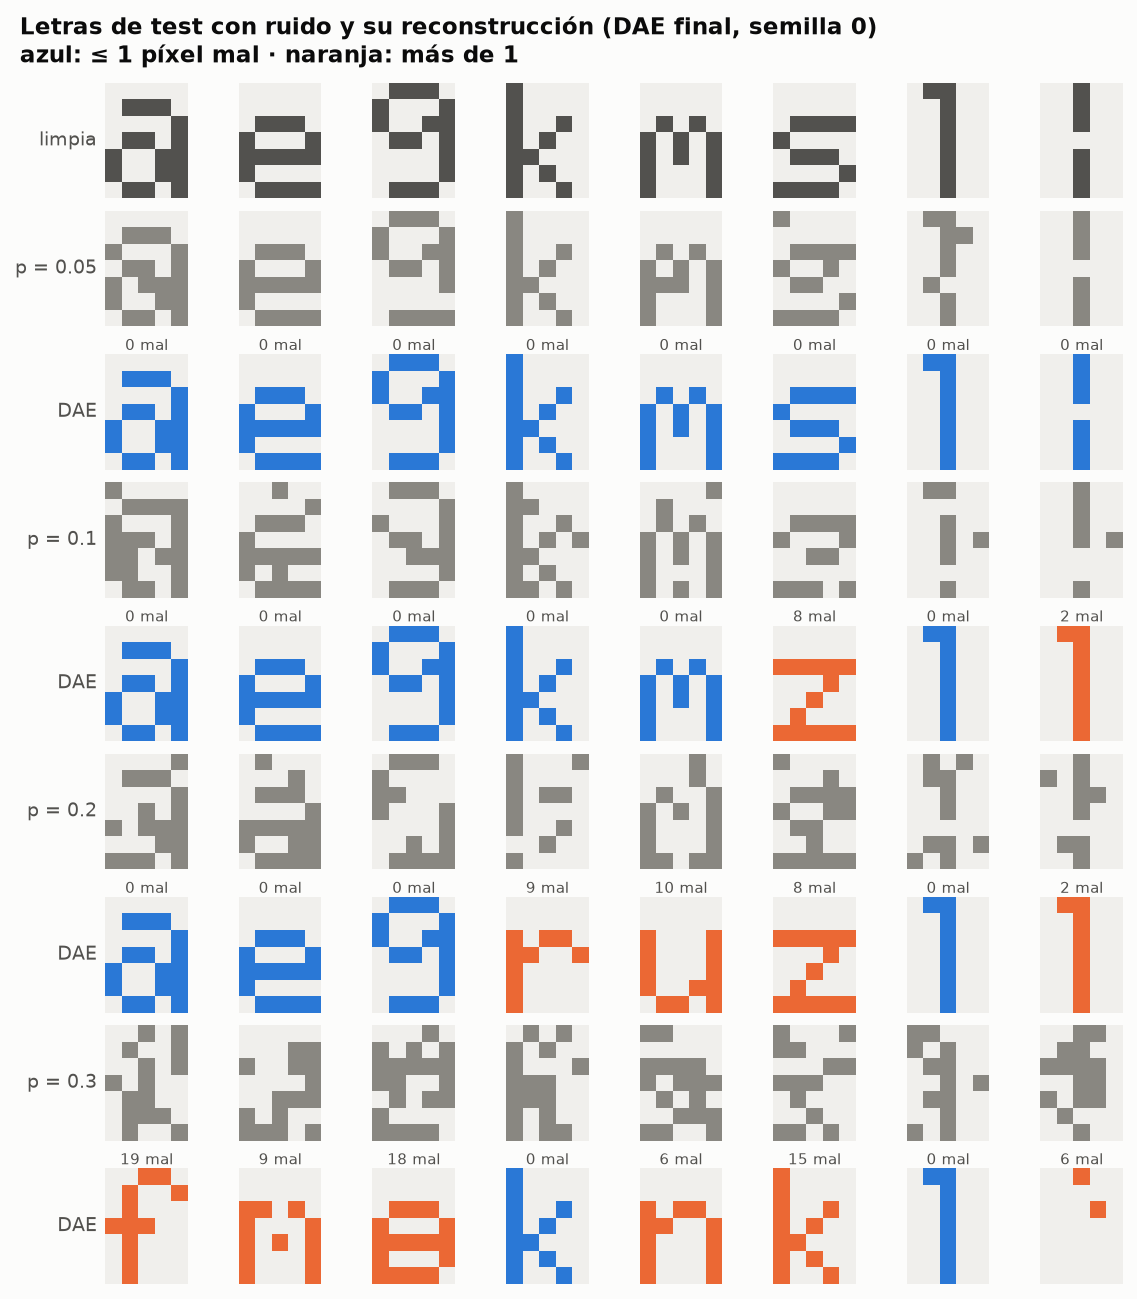 Letras de test con ruido y su reconstrucción (DAE final, semilla 0)
azul: ≤ 1 píxel mal · naranja: más de 1
limpia
p = 0.05
0 mal 0 mal 0 mal 0 mal 0 mal 0 mal 0 mal 0 mal
DAE
p = 0.1
0 mal 0 mal 0 mal 0 mal 0 mal 8 mal 0 mal 2 mal
DAE
p = 0.2
0 mal 0 mal 0 mal 9 mal 10 mal 8 mal 0 mal 2 mal
DAE
p = 0.3
19 mal 9 mal 18 mal 0 mal 6 mal 15 mal 0 mal 6 mal
DAE